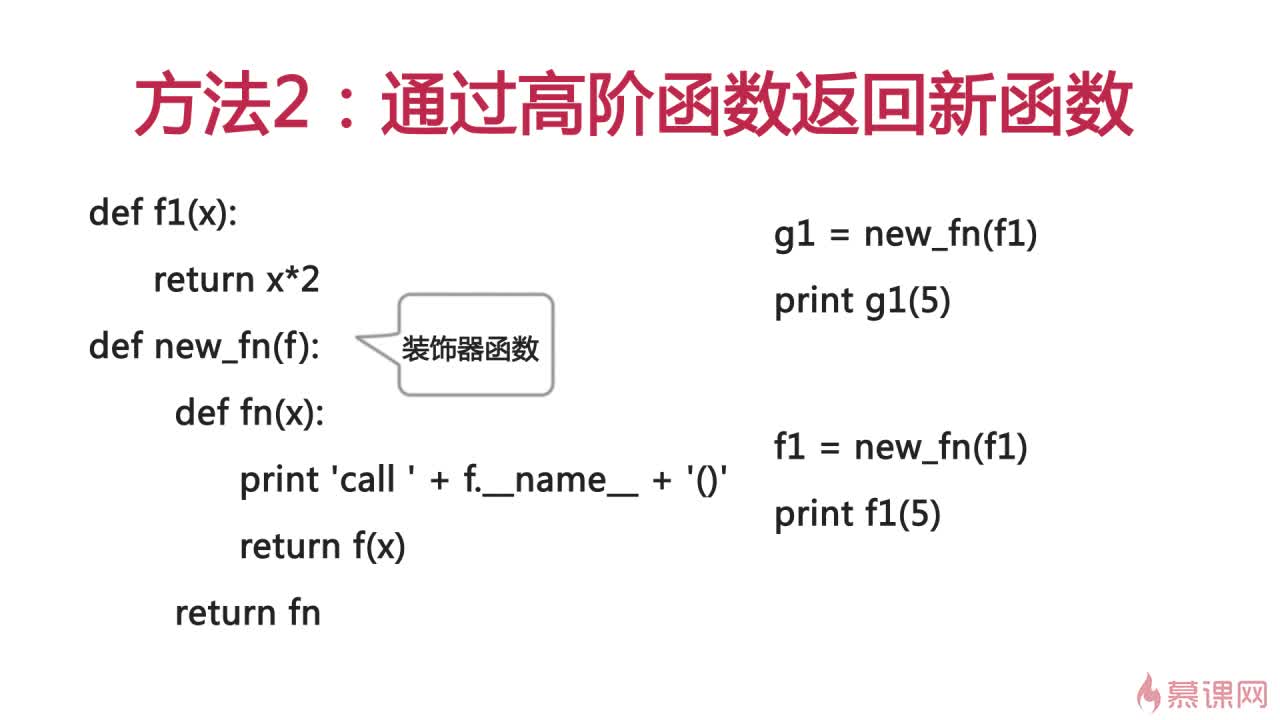 方法2：通过高阶函数返回新函数
def f1(x):
return x*2
def new_fn(f):
装饰器函数
def fn(x):
print 'call ' + f.__name__ + '()'
return f(x)
return fn
g1 = new_fn(f1)
print g1(5)
f1 = new_fn(f1)
print f1(5)
慕课网